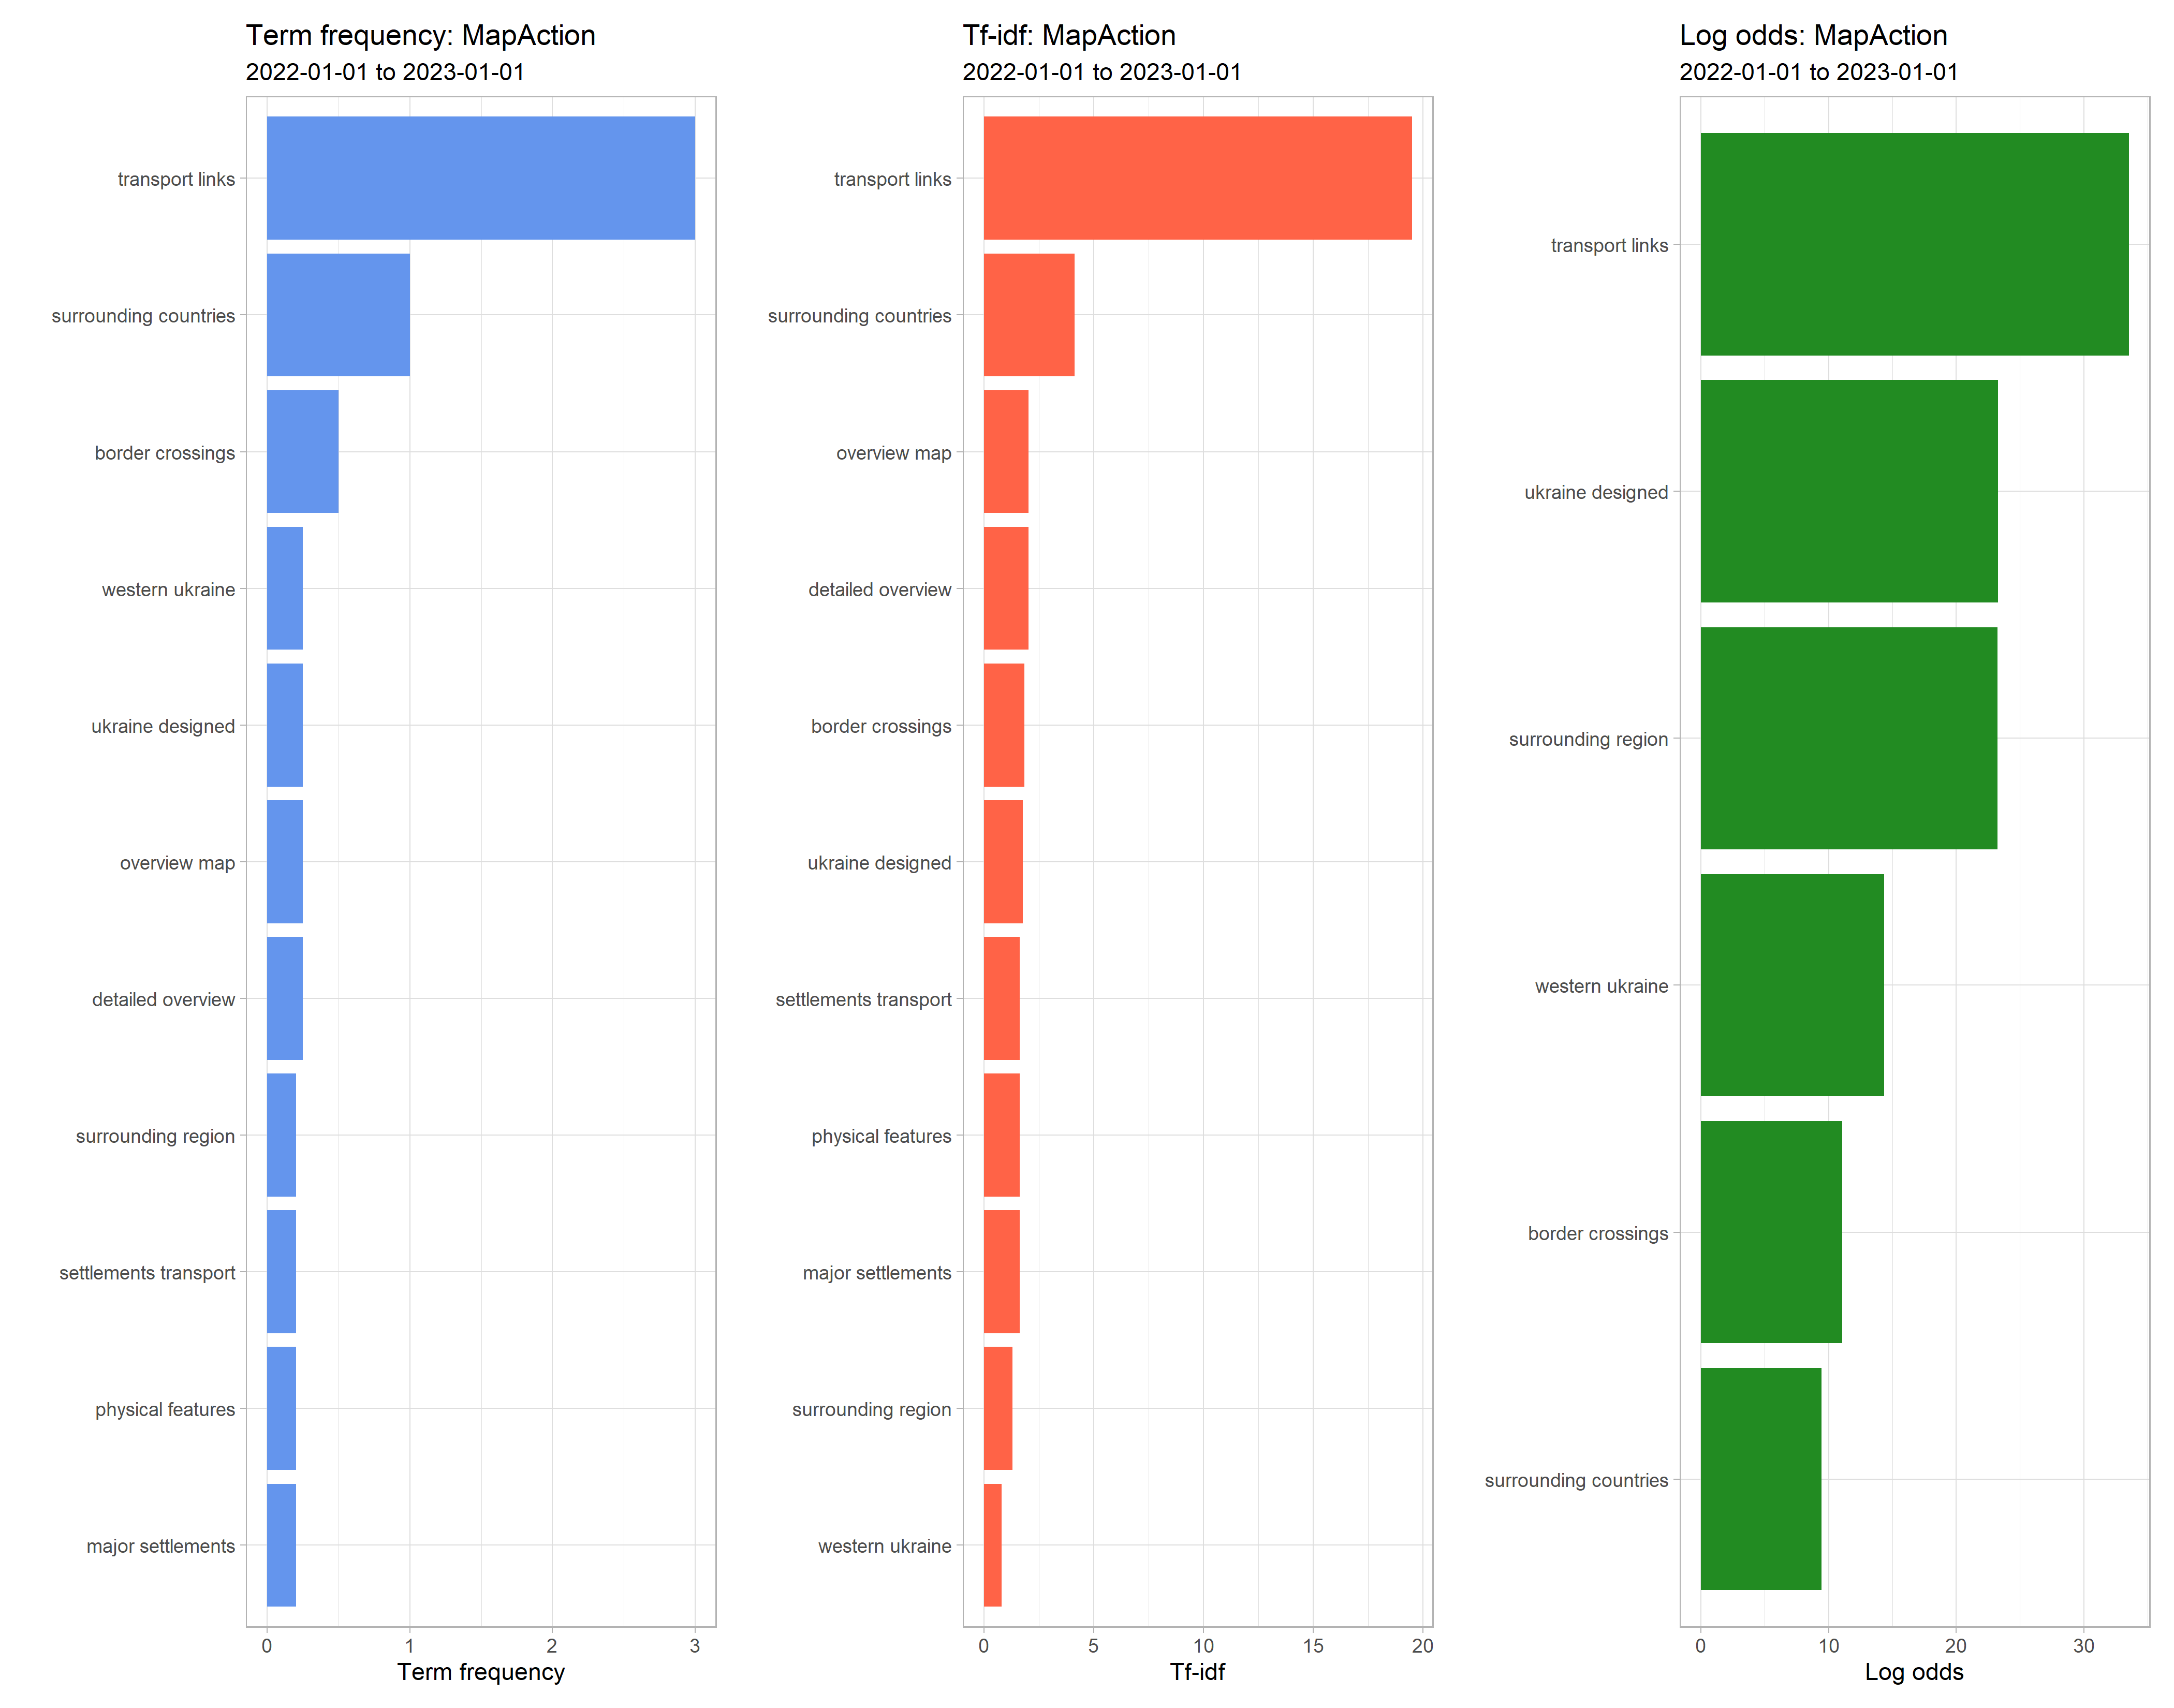 Term frequency: MapAction
2022-01-01 to 2023-01-01
transport links
surrounding countries
border crossings
western ukraine
ukraine designed
overview map
detailed overview
surrounding region
settlements transport
physical features
major settlements
0 1 2 3
Term frequency
Tf-idf: MapAction
2022-01-01 to 2023-01-01
transport links
surrounding countries
overview map
detailed overview
border crossings
ukraine designed
settlements transport
physical features
major settlements
surrounding region
western ukraine
0 5 10 15 20
Tf-idf
Log odds: MapAction
2022-01-01 to 2023-01-01
transport links
ukraine designed
surrounding region
western ukraine
border crossings
surrounding countries
0 10 20 30
Log odds